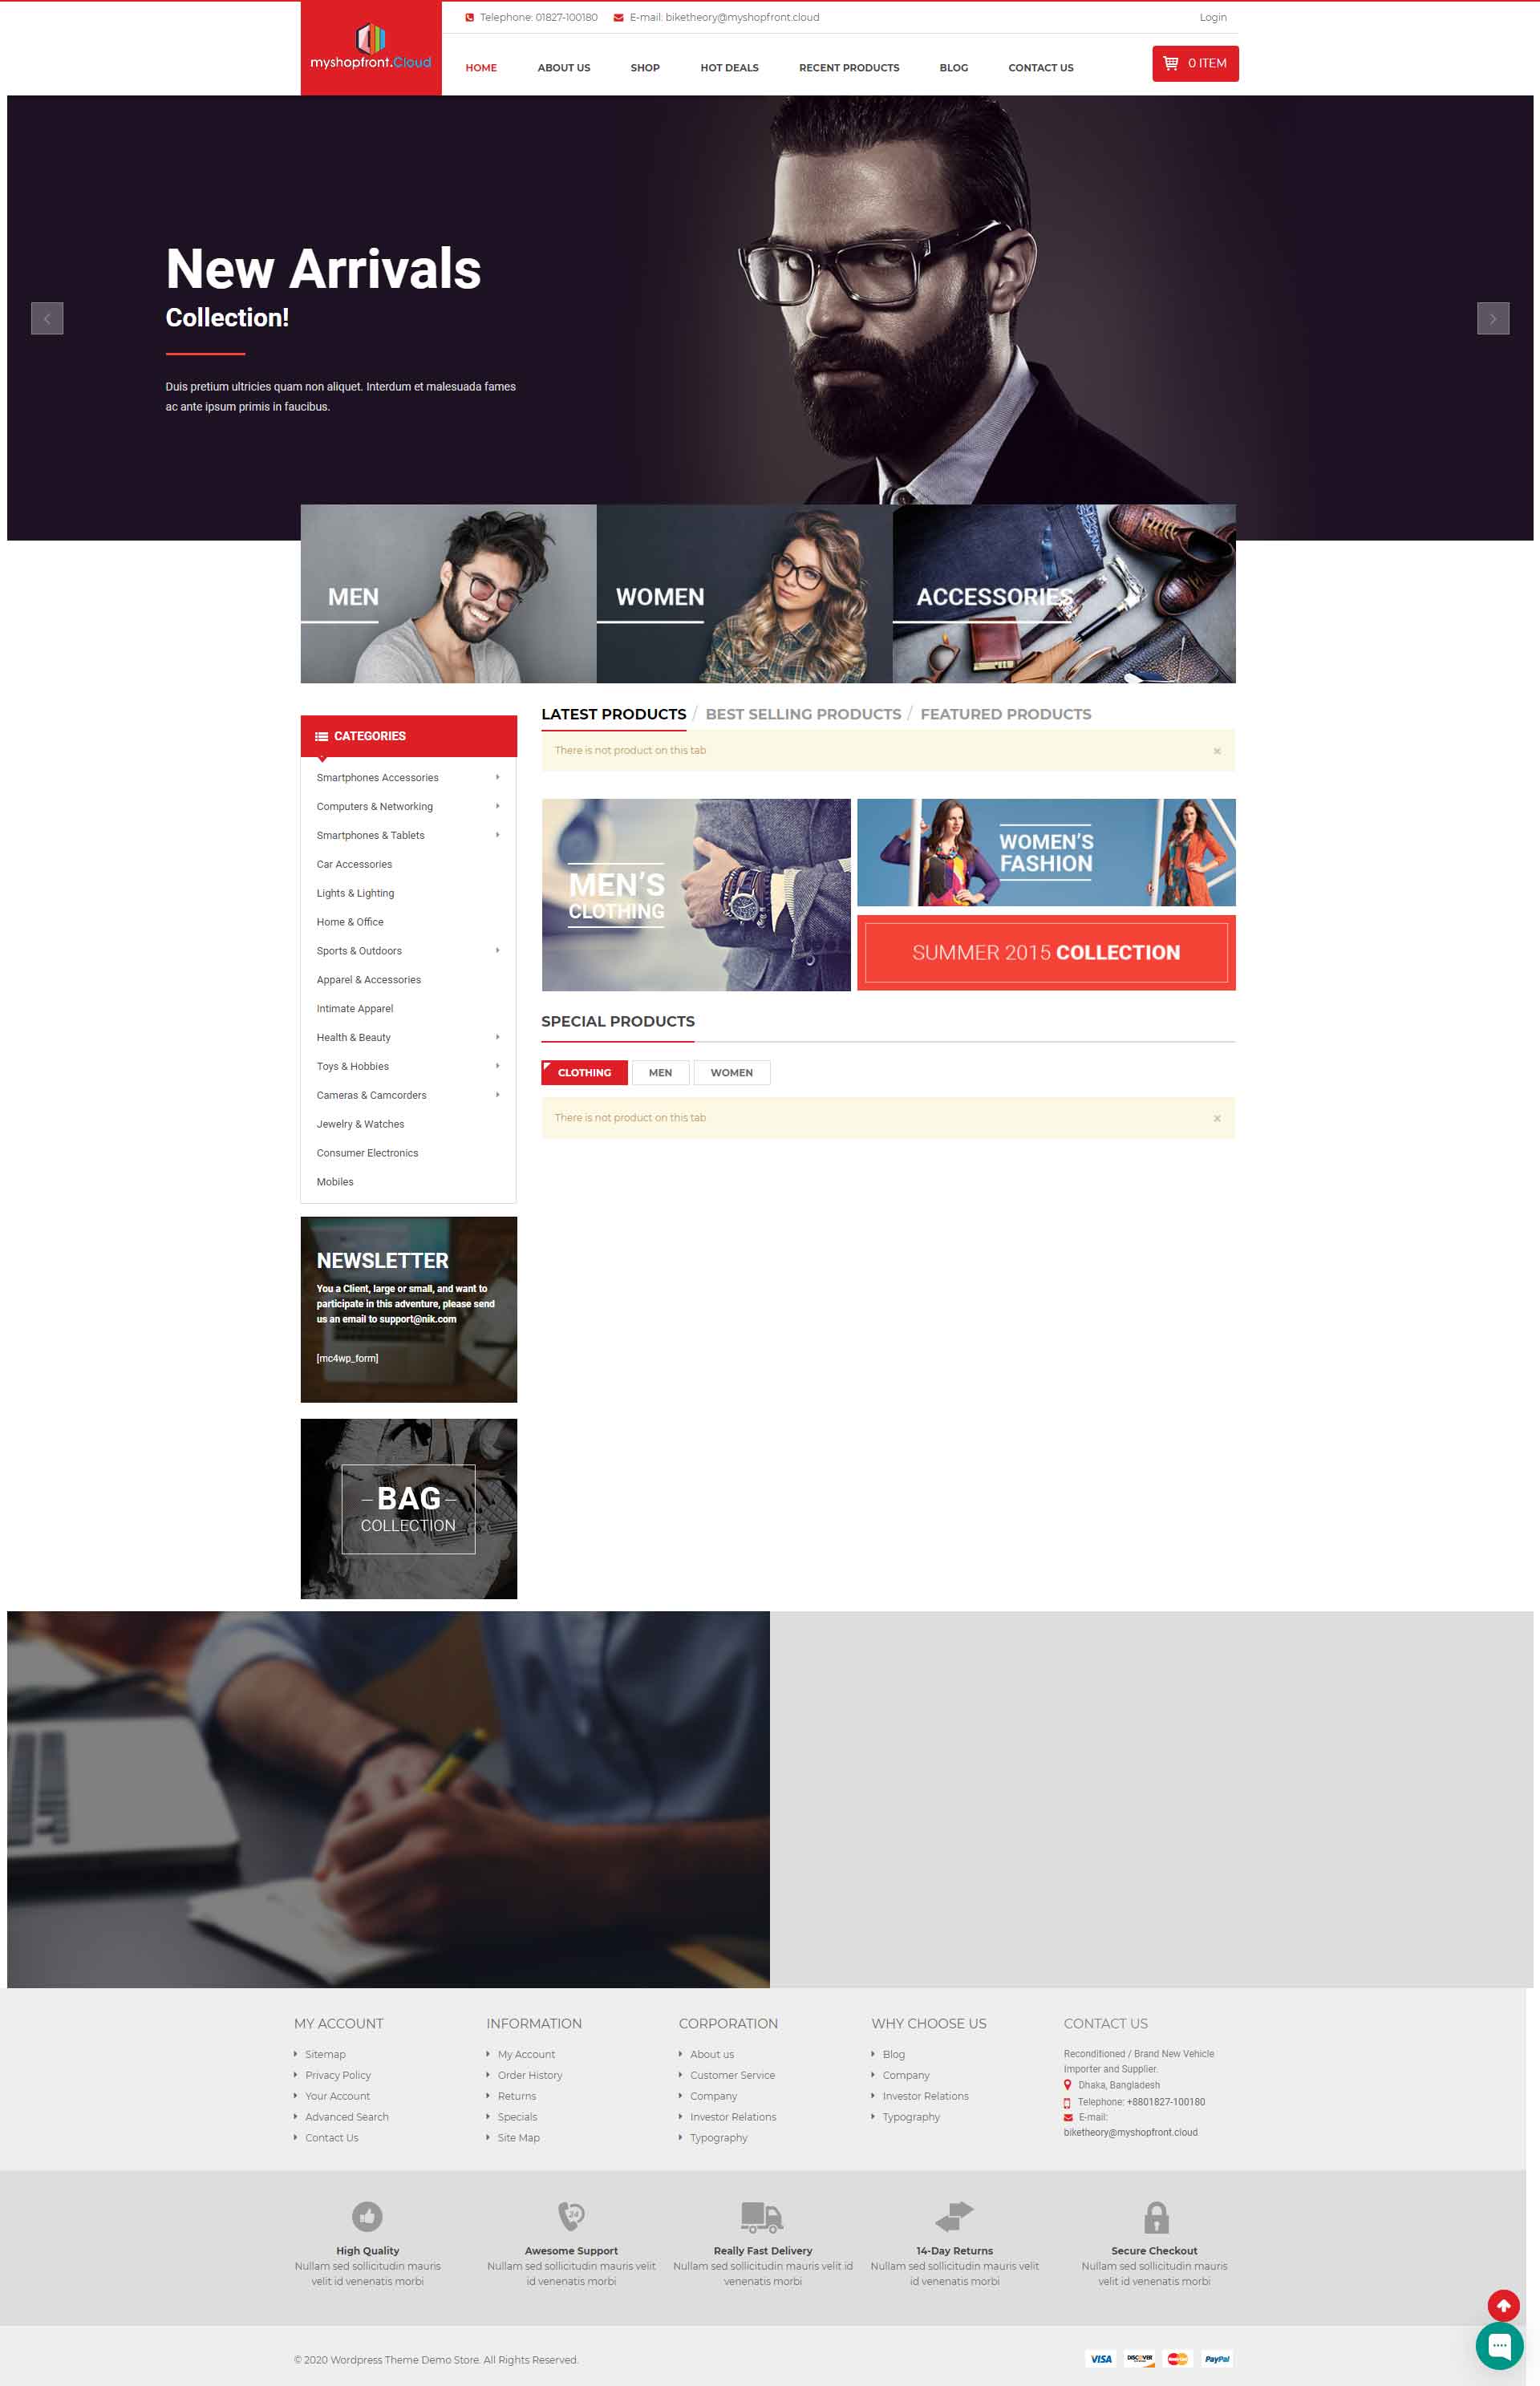 Telephone: 01827-100180 E-mail: biketheory@myshopfront.cloud Login
myshopfront.Cloud
HOME ABOUT US SHOP HOT DEALS RECENT PRODUCTS BLOG CONTACT US 0 ITEM
New Arrivals
Collection!
Duis pretium ultricies quam non aliquet. Interdum et malesuada fames
ac ante ipsum primis in faucibus.
MEN WOMEN ACCESSORIES
CATEGORIES
Smartphones Accessories
Computers & Networking
Smartphones & Tablets
Car Accessories
Lights & Lighting
Home & Office
Sports & Outdoors
Apparel & Accessories
Intimate Apparel
Health & Beauty
Toys & Hobbies
Cameras & Camcorders
Jewelry & Watches
Consumer Electronics
Mobiles
NEWSLETTER
You a Client, large or small, and want to
participate in this adventure, please send
us an email to support@nik.com
[mc4wp_form]
BAG
COLLECTION
LATEST PRODUCTS / BEST SELLING PRODUCTS / FEATURED PRODUCTS
There is not product on this tab ×
MEN'S
CLOTHING
WOMEN'S
FASHION
SUMMER 2015 COLLECTION
SPECIAL PRODUCTS
CLOTHING MEN WOMEN
There is not product on this tab ×
MY ACCOUNT
Sitemap
Privacy Policy
Your Account
Advanced Search
Contact Us
INFORMATION
My Account
Order History
Returns
Specials
Site Map
CORPORATION
About us
Customer Service
Company
Investor Relations
Typography
WHY CHOOSE US
Blog
Company
Investor Relations
Typography
CONTACT US
Reconditioned / Brand New Vehicle
Importer and Supplier.
Dhaka, Bangladesh
Telephone: +8801827-100180
E-mail:
biketheory@myshopfront.cloud
High Quality
Nullam sed sollicitudin mauris
velit id venenatis morbi
24
Awesome Support
Nullam sed sollicitudin mauris velit
id venenatis morbi
Really Fast Delivery
Nullam sed sollicitudin mauris velit id
venenatis morbi
14-Day Returns
Nullam sed sollicitudin mauris velit
id venenatis morbi
Secure Checkout
Nullam sed sollicitudin mauris
velit id venenatis morbi
© 2020 Wordpress Theme Demo Store. All Rights Reserved.
VISA DISCOVER MasterCard PayPal